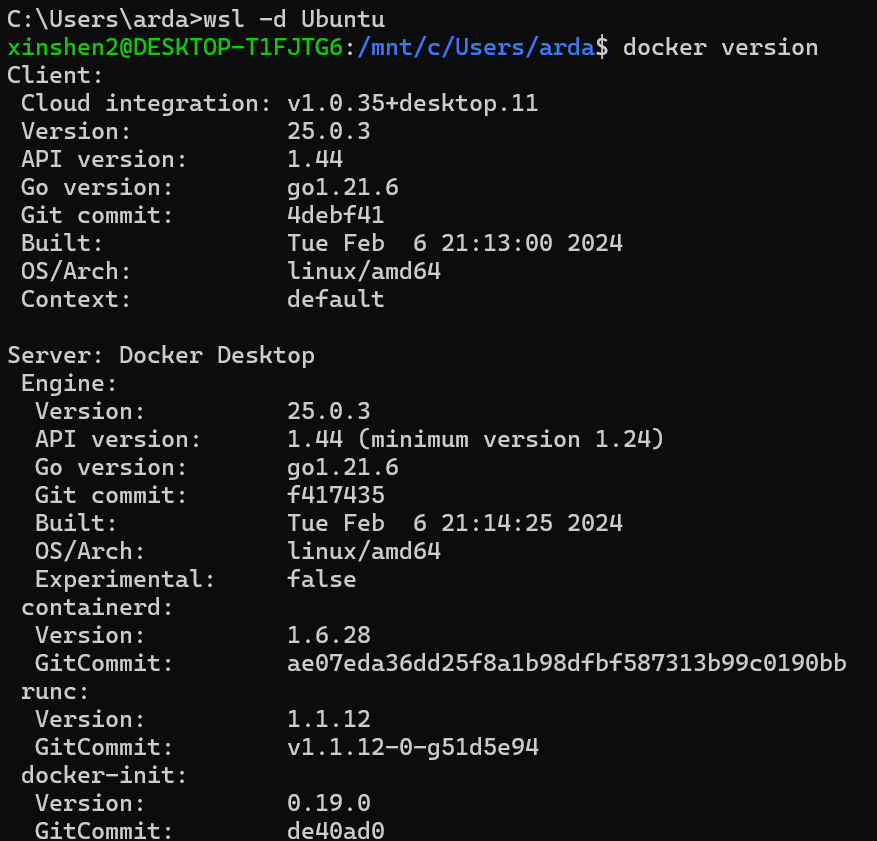 C:\Users\arda>wsl -d Ubuntu
xinshen2@DESKTOP-T1FJTG6:/mnt/c/Users/arda$ docker version
Client:
 Cloud integration: v1.0.35+desktop.11
 Version:           25.0.3
 API version:       1.44
 Go version:        go1.21.6
 Git commit:        4debf41
 Built:             Tue Feb  6 21:13:00 2024
 OS/Arch:           linux/amd64
 Context:           default

Server: Docker Desktop
 Engine:
  Version:          25.0.3
  API version:      1.44 (minimum version 1.24)
  Go version:       go1.21.6
  Git commit:       f417435
  Built:            Tue Feb  6 21:14:25 2024
  OS/Arch:          linux/amd64
  Experimental:     false
 containerd:
  Version:          1.6.28
  GitCommit:        ae07eda36dd25f8a1b98dfbf587313b99c0190bb
 runc:
  Version:          1.1.12
  GitCommit:        v1.1.12-0-g51d5e94
 docker-init:
  Version:          0.19.0
  GitCommit:        de40ad0